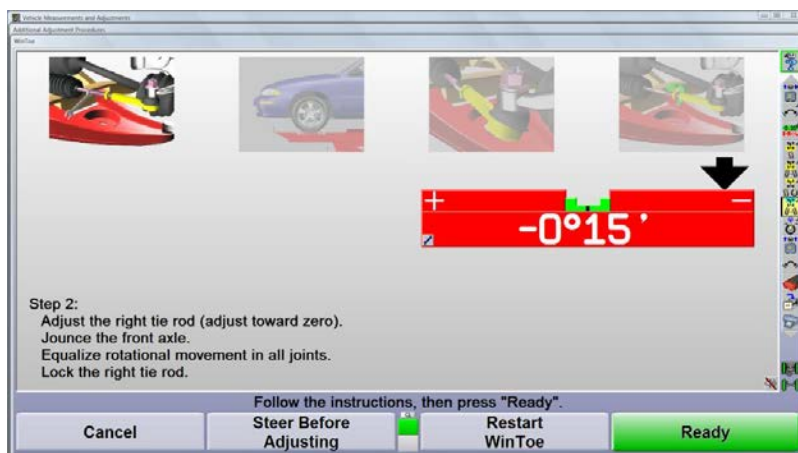 Vehicle Measurements and Adjustments
Additional Adjustment Procedures
WinToe
+
−
-0°15'
Step 2:
Adjust the right tie rod (adjust toward zero).
Jounce the front axle.
Equalize rotational movement in all joints.
Lock the right tie rod.
Follow the instructions, then press "Ready".
Cancel
Steer Before
Adjusting
Restart
WinToe
Ready